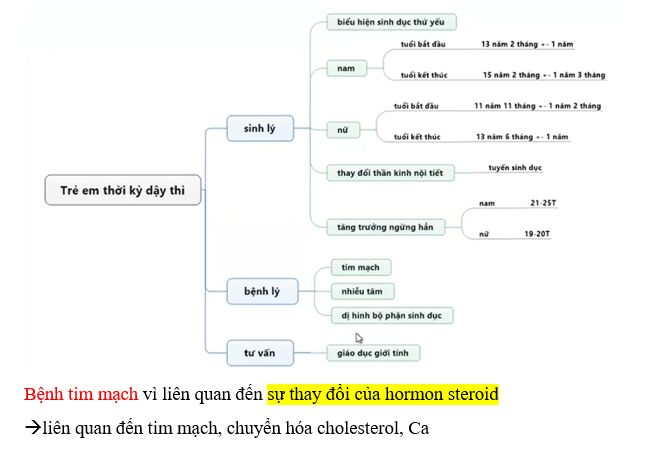 biểu hiện sinh dục thứ yếu
tuổi bắt đầu 13 năm 2 tháng +- 1 năm
nam
tuổi kết thúc 15 năm 2 tháng +- 1 năm 3 tháng
tuổi bắt đầu 11 năm 11 tháng +- 1 năm 2 tháng
sinh lý
nữ
tuổi kết thúc 13 năm 6 tháng +- 1 năm
thay đổi thần kinh nội tiết tuyến sinh dục
Trẻ em thời kỳ dậy thì
nam 21-25T
tăng trưởng ngừng hẳn
nữ 19-20T
tim mạch
bệnh lý nhiễu tâm
dị hình bộ phận sinh dục
tư vấn giáo dục giới tính
Bệnh tim mạch vì liên quan đến sự thay đổi của hormon steroid
→liên quan đến tim mạch, chuyển hóa cholesterol, Ca